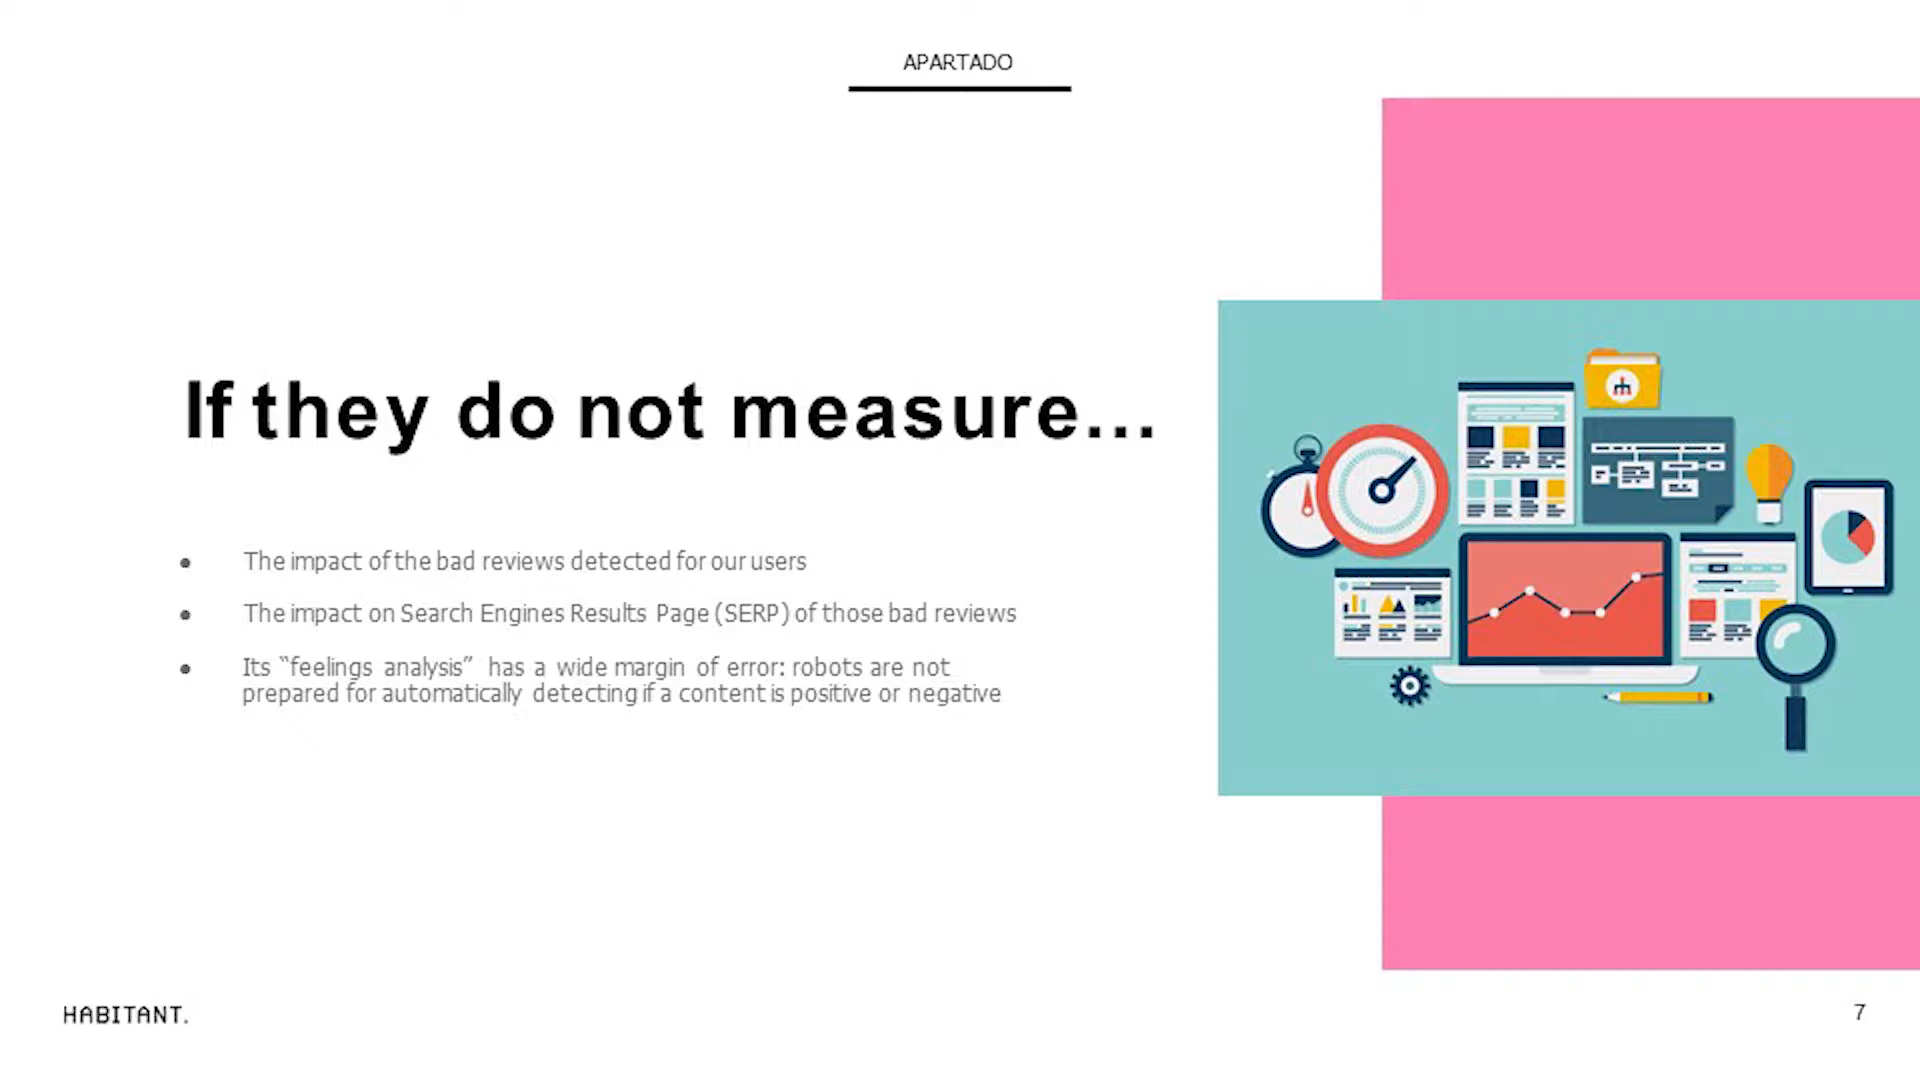 APARTADO
If they do not measure...
● The impact of the bad reviews detected for our users
● The impact on Search Engines Results Page (SERP) of those bad reviews
● Its “feelings analysis” has a wide margin of error: robots are not
prepared for automatically detecting if a content is positive or negative
HABITANT.
7